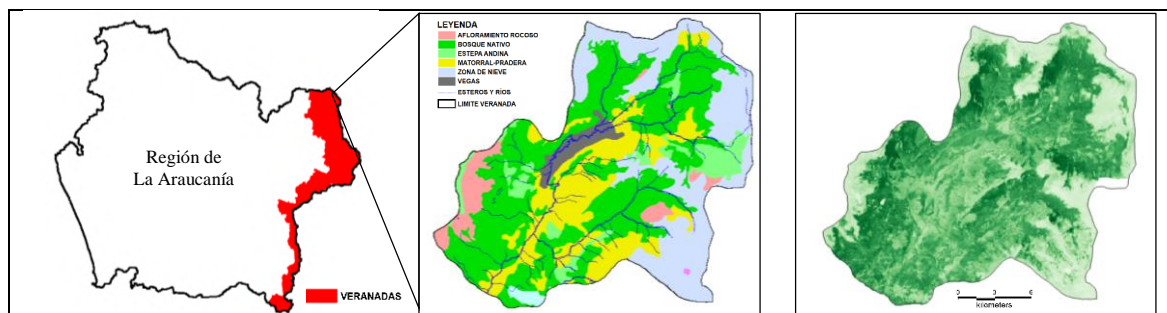 Región de
La Araucanía
VERANADAS
LEYENDA
AFLORAMIENTO ROCOSO
BOSQUE NATIVO
ESTEPA ANDINA
MATORRAL-PRADERA
ZONA DE NIEVE
VEGAS
ESTEROS Y RÍOS
LIMITE VERANADA
0 3 6
kilometers